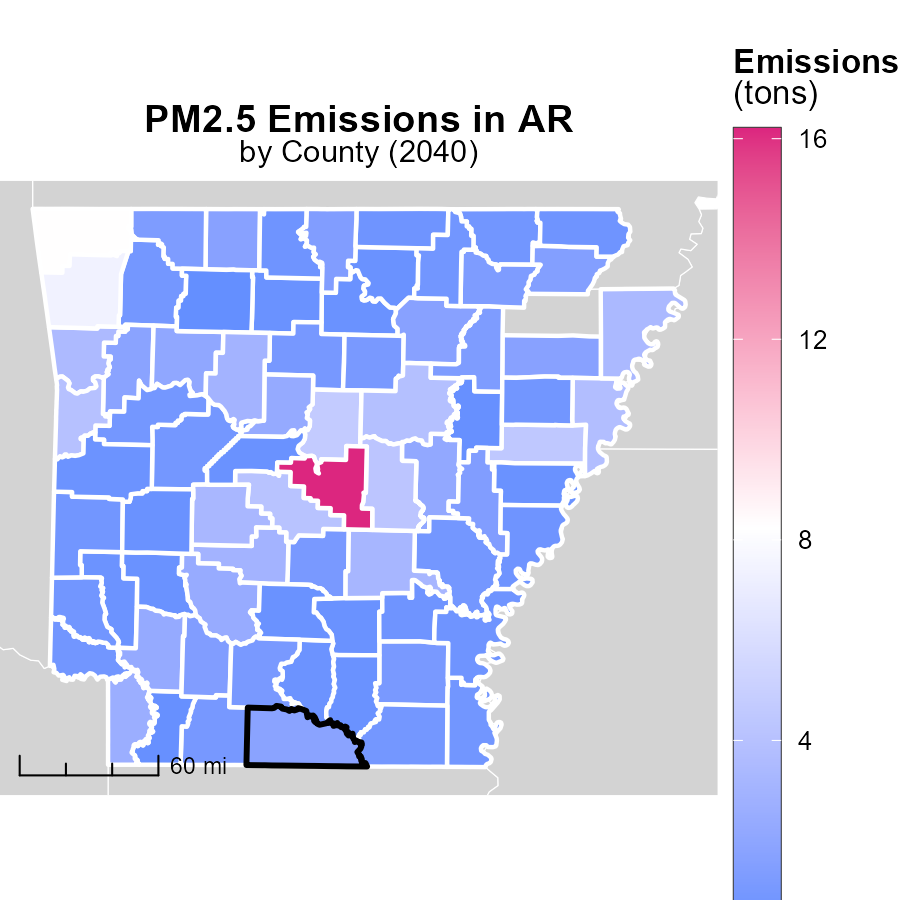 PM2.5 Emissions in AR
by County (2040)
Emissions
(tons)
16
12
8
4
60 mi